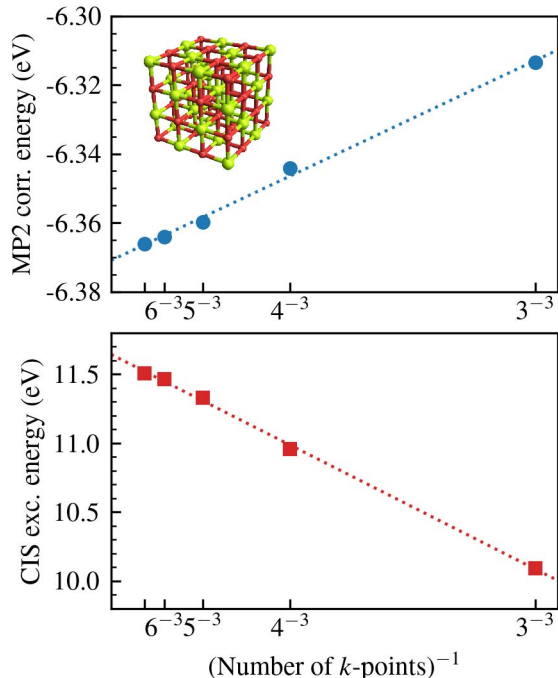 -6.30
-6.32
-6.34
-6.36
-6.38
MP2 corr. energy (eV)
6⁻³ 5⁻³ 4⁻³ 3⁻³
11.5
11.0
10.5
10.0
CIS exc. energy (eV)
6⁻³ 5⁻³ 4⁻³ 3⁻³
(Number of k-points)⁻¹